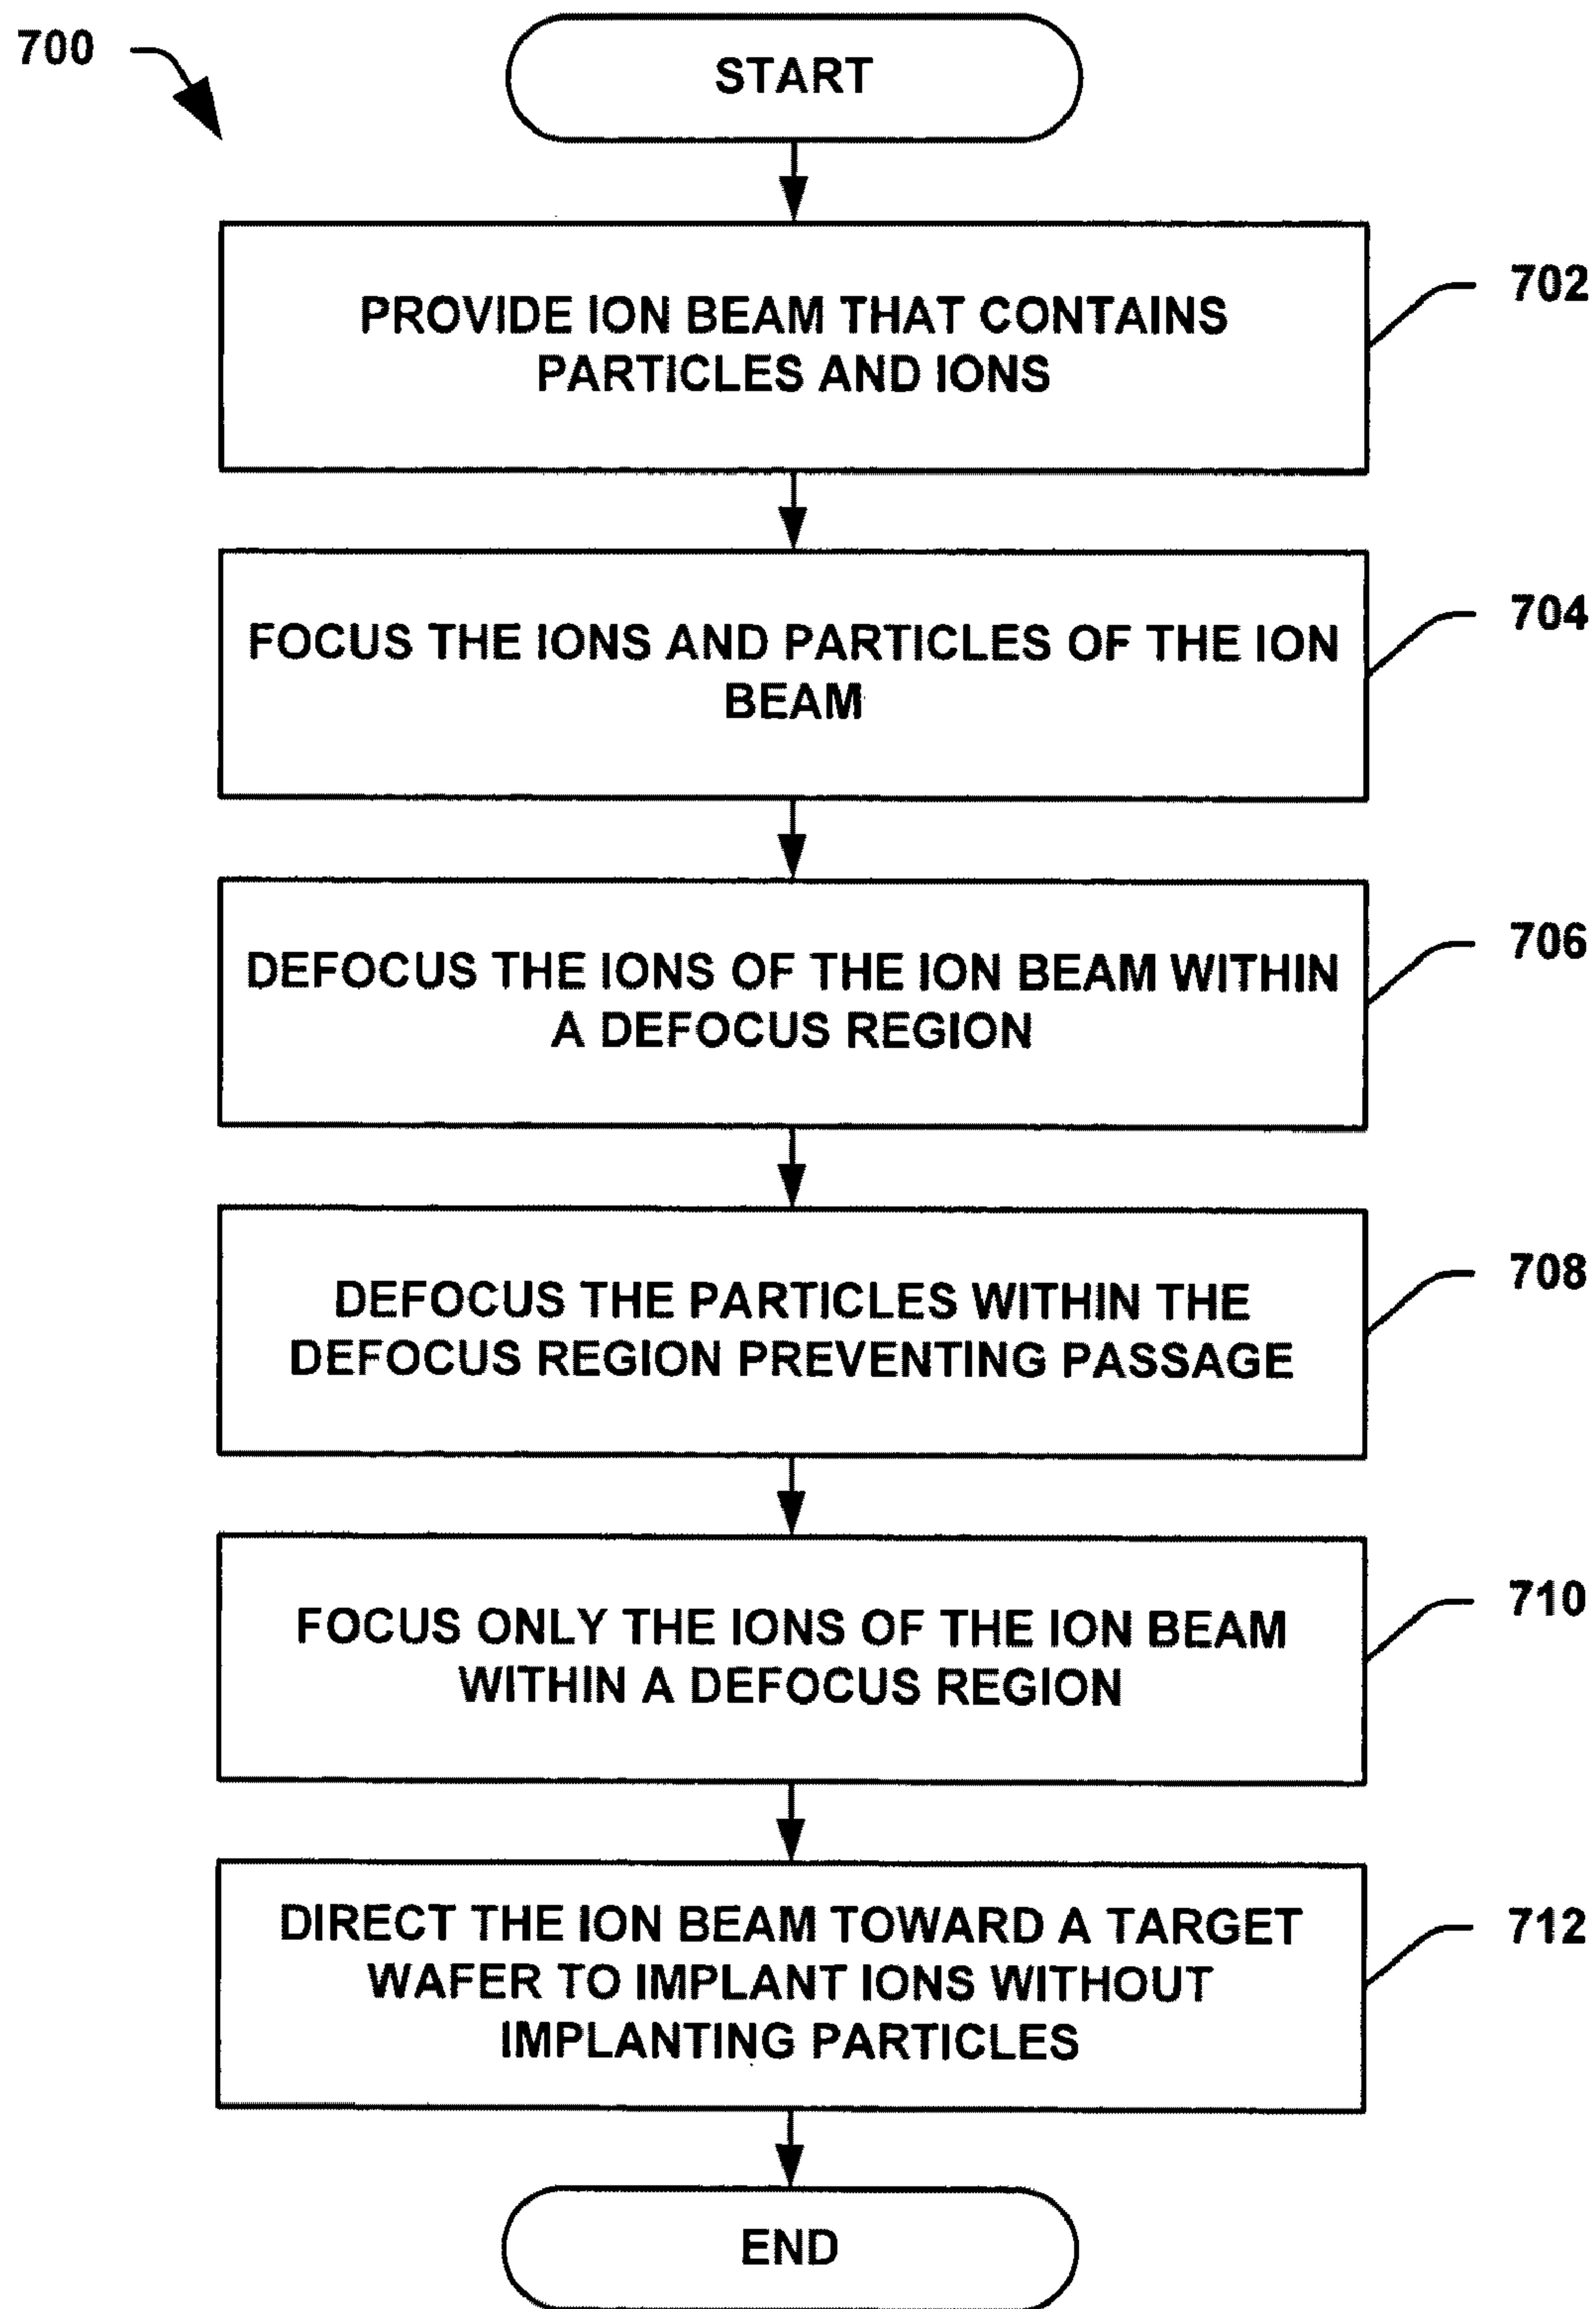 700
START
PROVIDE ION BEAM THAT CONTAINS
PARTICLES AND IONS
702
FOCUS THE IONS AND PARTICLES OF THE ION
BEAM
704
DEFOCUS THE IONS OF THE ION BEAM WITHIN
A DEFOCUS REGION
706
DEFOCUS THE PARTICLES WITHIN THE
DEFOCUS REGION PREVENTING PASSAGE
708
FOCUS ONLY THE IONS OF THE ION BEAM
WITHIN A DEFOCUS REGION
710
DIRECT THE ION BEAM TOWARD A TARGET
WAFER TO IMPLANT IONS WITHOUT
IMPLANTING PARTICLES
712
END